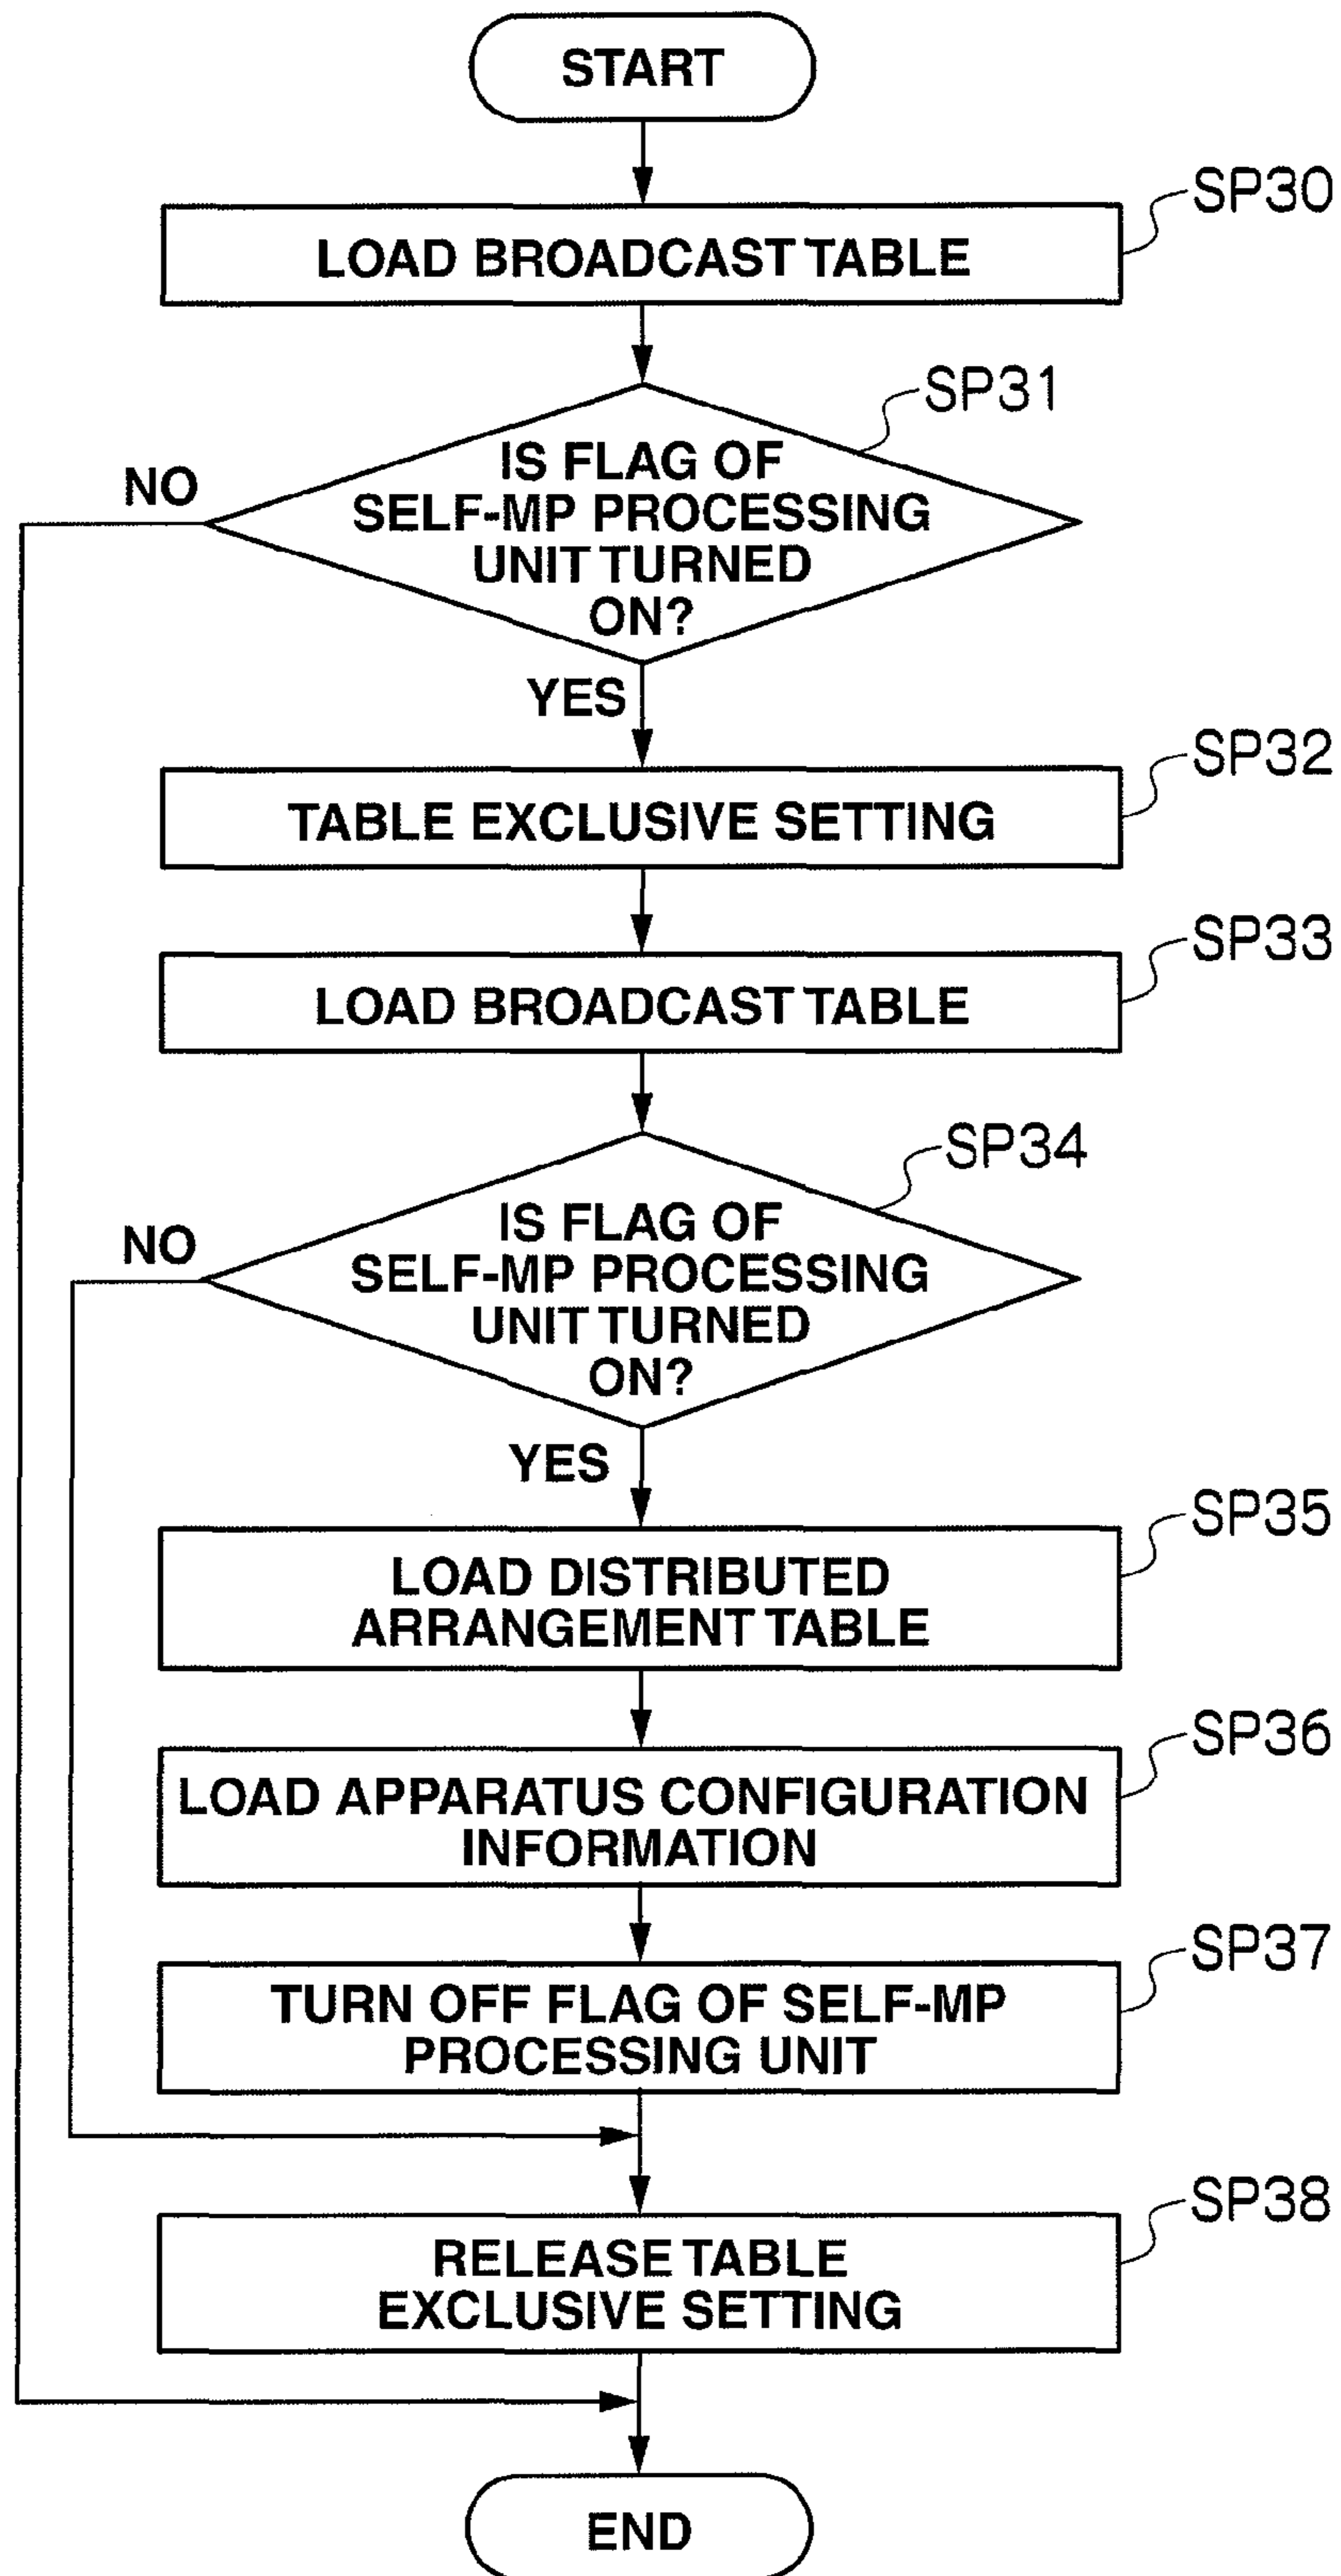 START
SP30
LOAD BROADCAST TABLE
SP31
NO
IS FLAG OF
SELF-MP PROCESSING
UNIT TURNED
ON?
YES
SP32
TABLE EXCLUSIVE SETTING
SP33
LOAD BROADCAST TABLE
SP34
NO
IS FLAG OF
SELF-MP PROCESSING
UNIT TURNED
ON?
YES
SP35
LOAD DISTRIBUTED
ARRANGEMENT TABLE
SP36
LOAD APPARATUS CONFIGURATION
INFORMATION
SP37
TURN OFF FLAG OF SELF-MP
PROCESSING UNIT
SP38
RELEASE TABLE
EXCLUSIVE SETTING
END